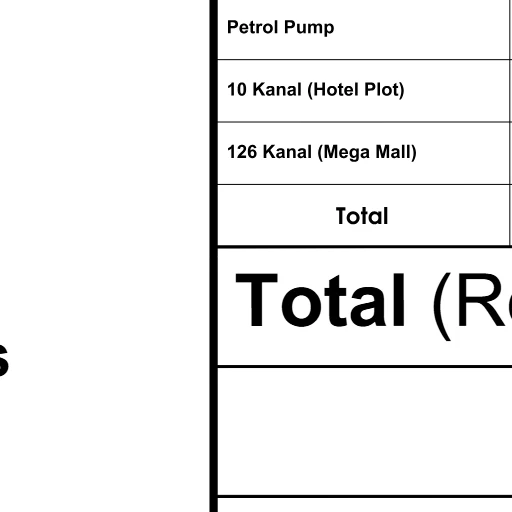 Petrol Pump
10 Kanal (Hotel Plot)
126 Kanal (Mega Mall)
Total
Total (R
s